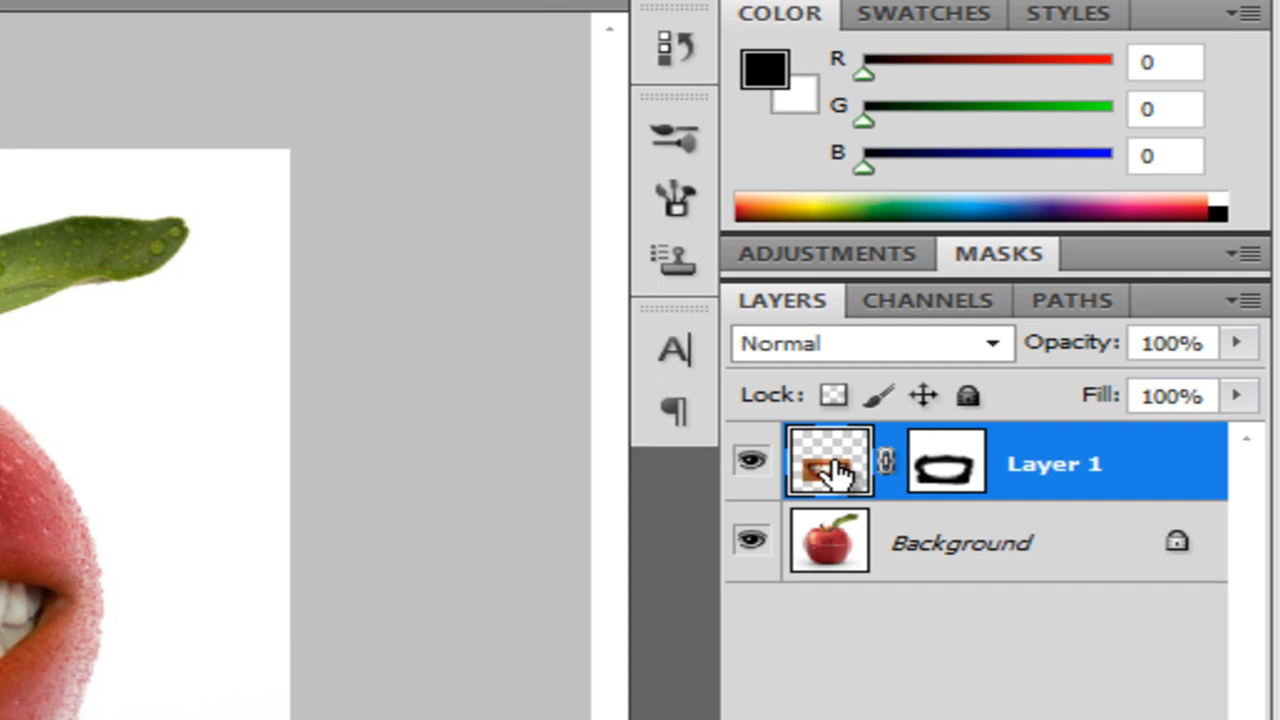 COLOR SWATCHES STYLES
R 0
G 0
B 0
ADJUSTMENTS MASKS
LAYERS CHANNELS PATHS
Normal Opacity: 100%
Lock: Fill: 100%
Layer 1
Background
A